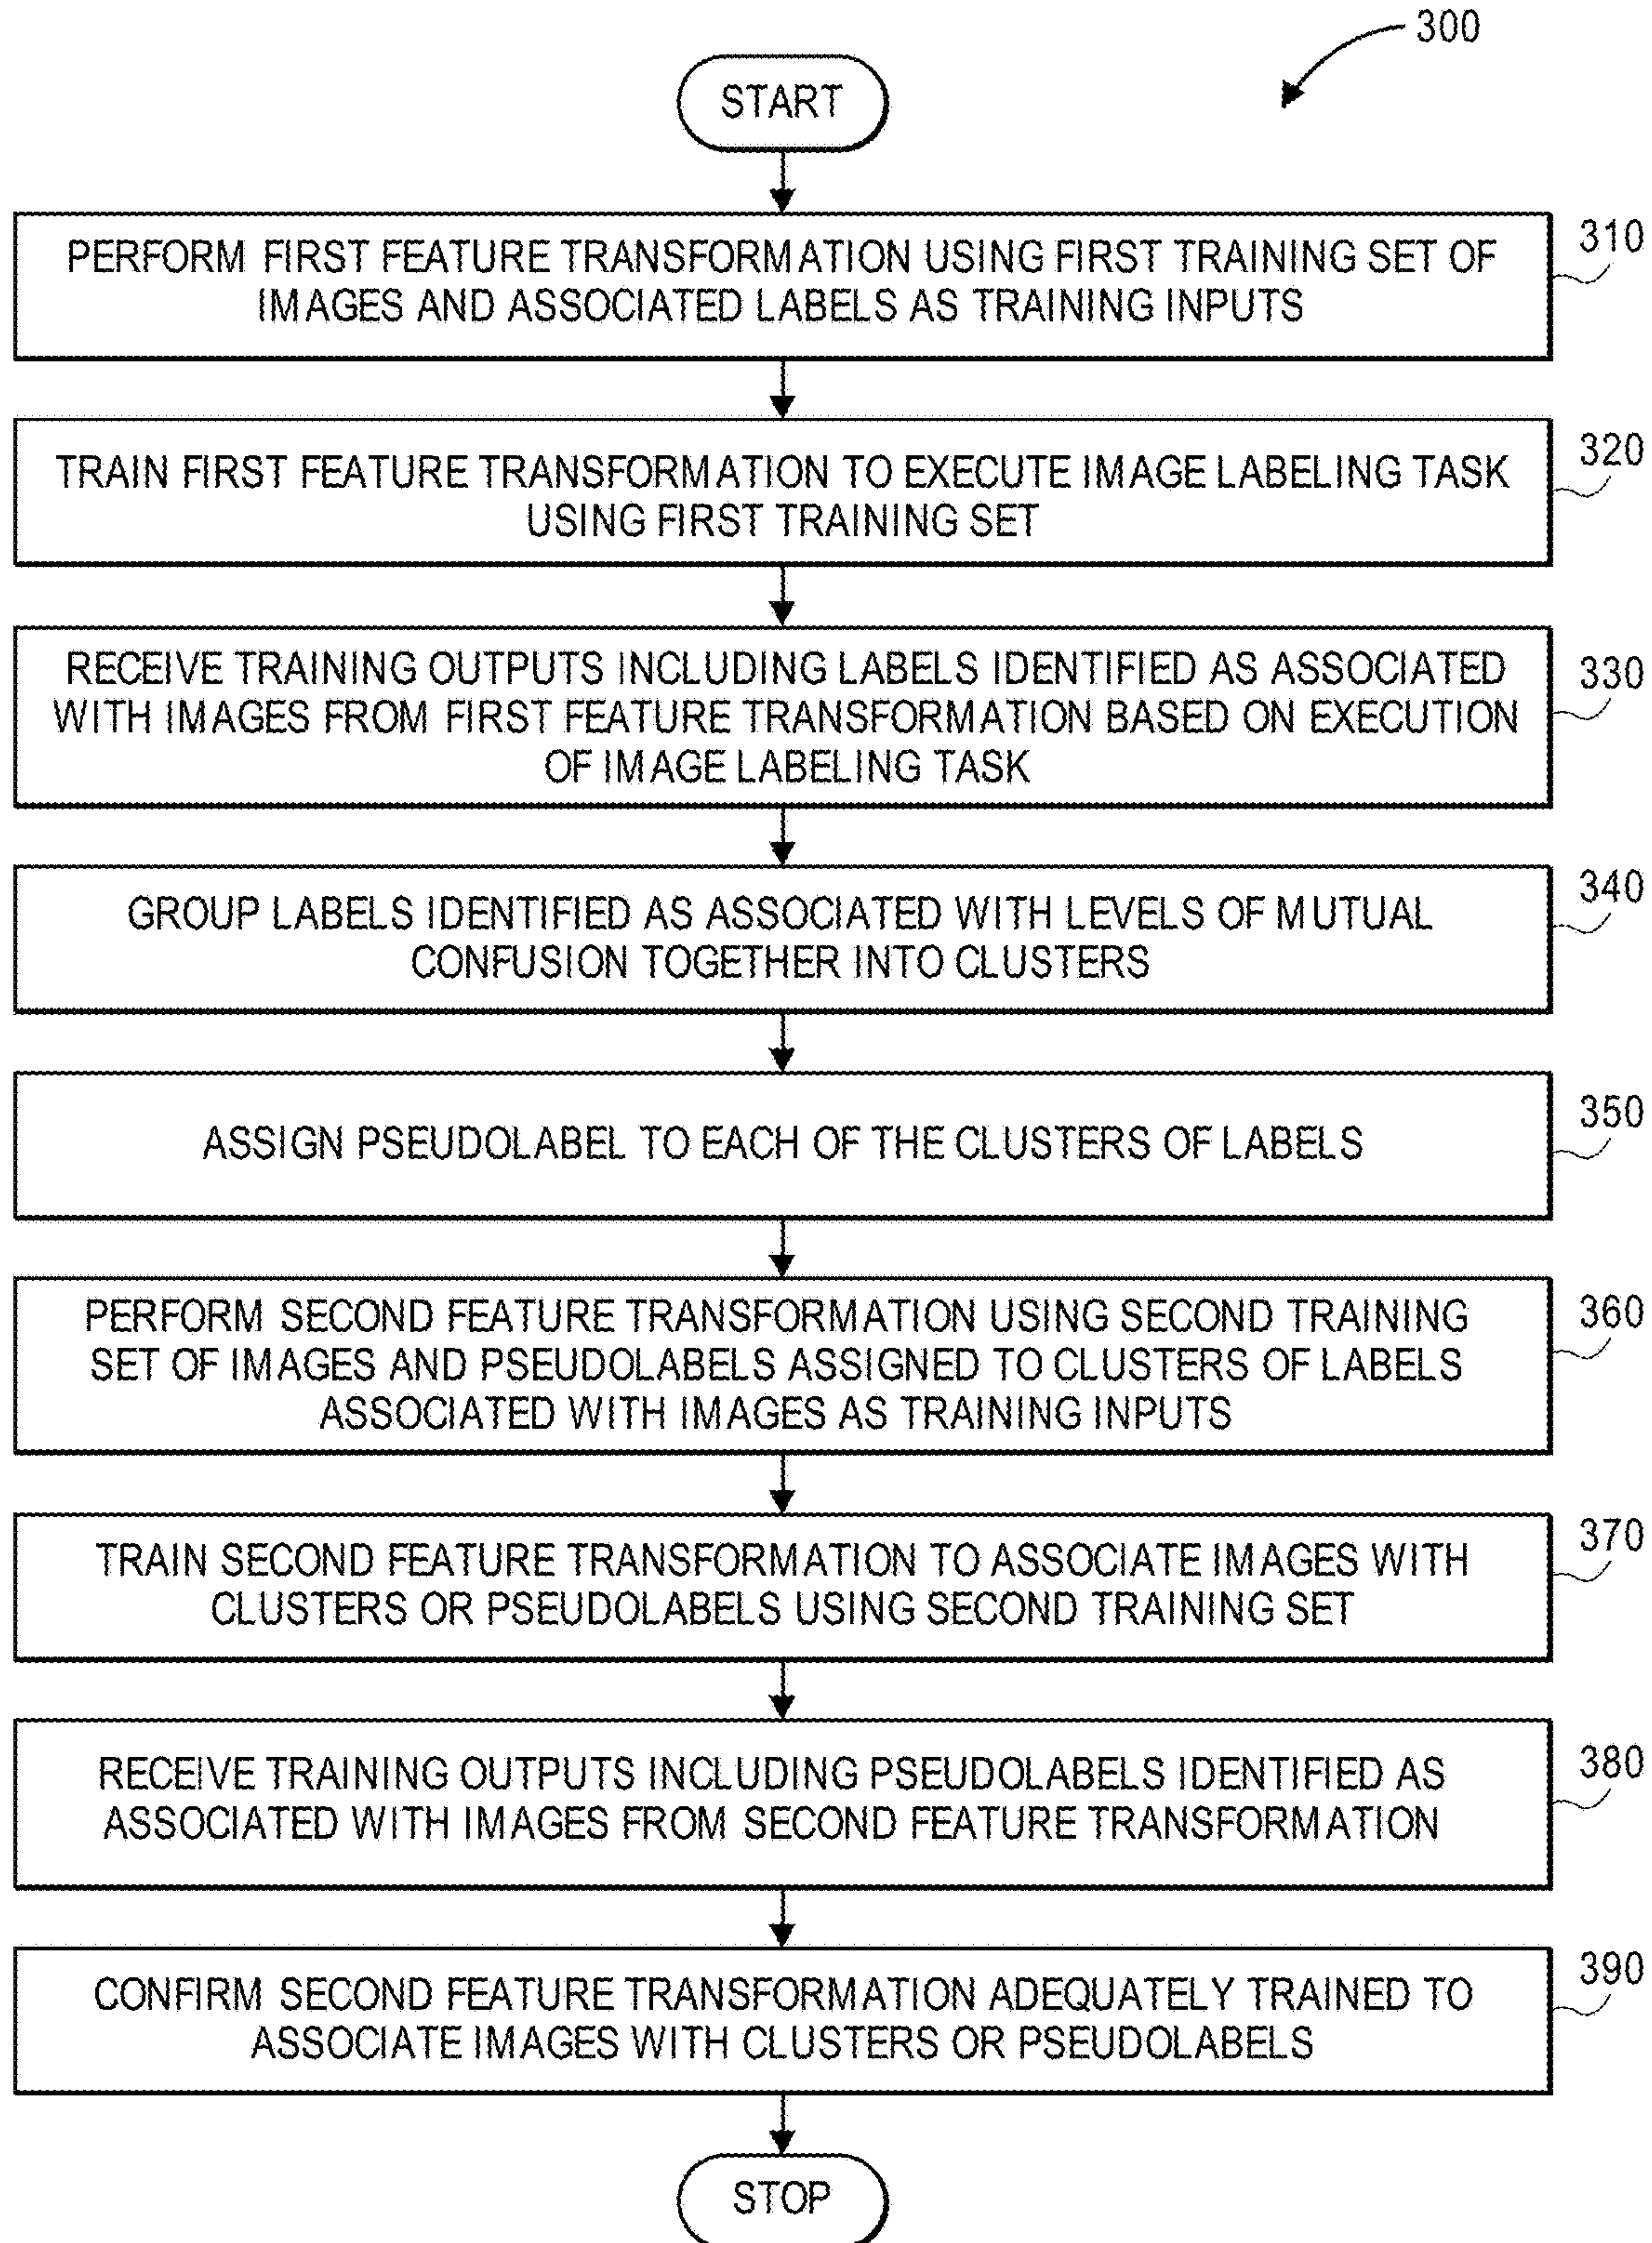 300
START
PERFORM FIRST FEATURE TRANSFORMATION USING FIRST TRAINING SET OF
IMAGES AND ASSOCIATED LABELS AS TRAINING INPUTS
310
TRAIN FIRST FEATURE TRANSFORMATION TO EXECUTE IMAGE LABELING TASK
USING FIRST TRAINING SET
320
RECEIVE TRAINING OUTPUTS INCLUDING LABELS IDENTIFIED AS ASSOCIATED
WITH IMAGES FROM FIRST FEATURE TRANSFORMATION BASED ON EXECUTION
OF IMAGE LABELING TASK
330
GROUP LABELS IDENTIFIED AS ASSOCIATED WITH LEVELS OF MUTUAL
CONFUSION TOGETHER INTO CLUSTERS
340
ASSIGN PSEUDOLABEL TO EACH OF THE CLUSTERS OF LABELS
350
PERFORM SECOND FEATURE TRANSFORMATION USING SECOND TRAINING
SET OF IMAGES AND PSEUDOLABELS ASSIGNED TO CLUSTERS OF LABELS
ASSOCIATED WITH IMAGES AS TRAINING INPUTS
360
TRAIN SECOND FEATURE TRANSFORMATION TO ASSOCIATE IMAGES WITH
CLUSTERS OR PSEUDOLABELS USING SECOND TRAINING SET
370
RECEIVE TRAINING OUTPUTS INCLUDING PSEUDOLABELS IDENTIFIED AS
ASSOCIATED WITH IMAGES FROM SECOND FEATURE TRANSFORMATION
380
CONFIRM SECOND FEATURE TRANSFORMATION ADEQUATELY TRAINED TO
ASSOCIATE IMAGES WITH CLUSTERS OR PSEUDOLABELS
390
STOP